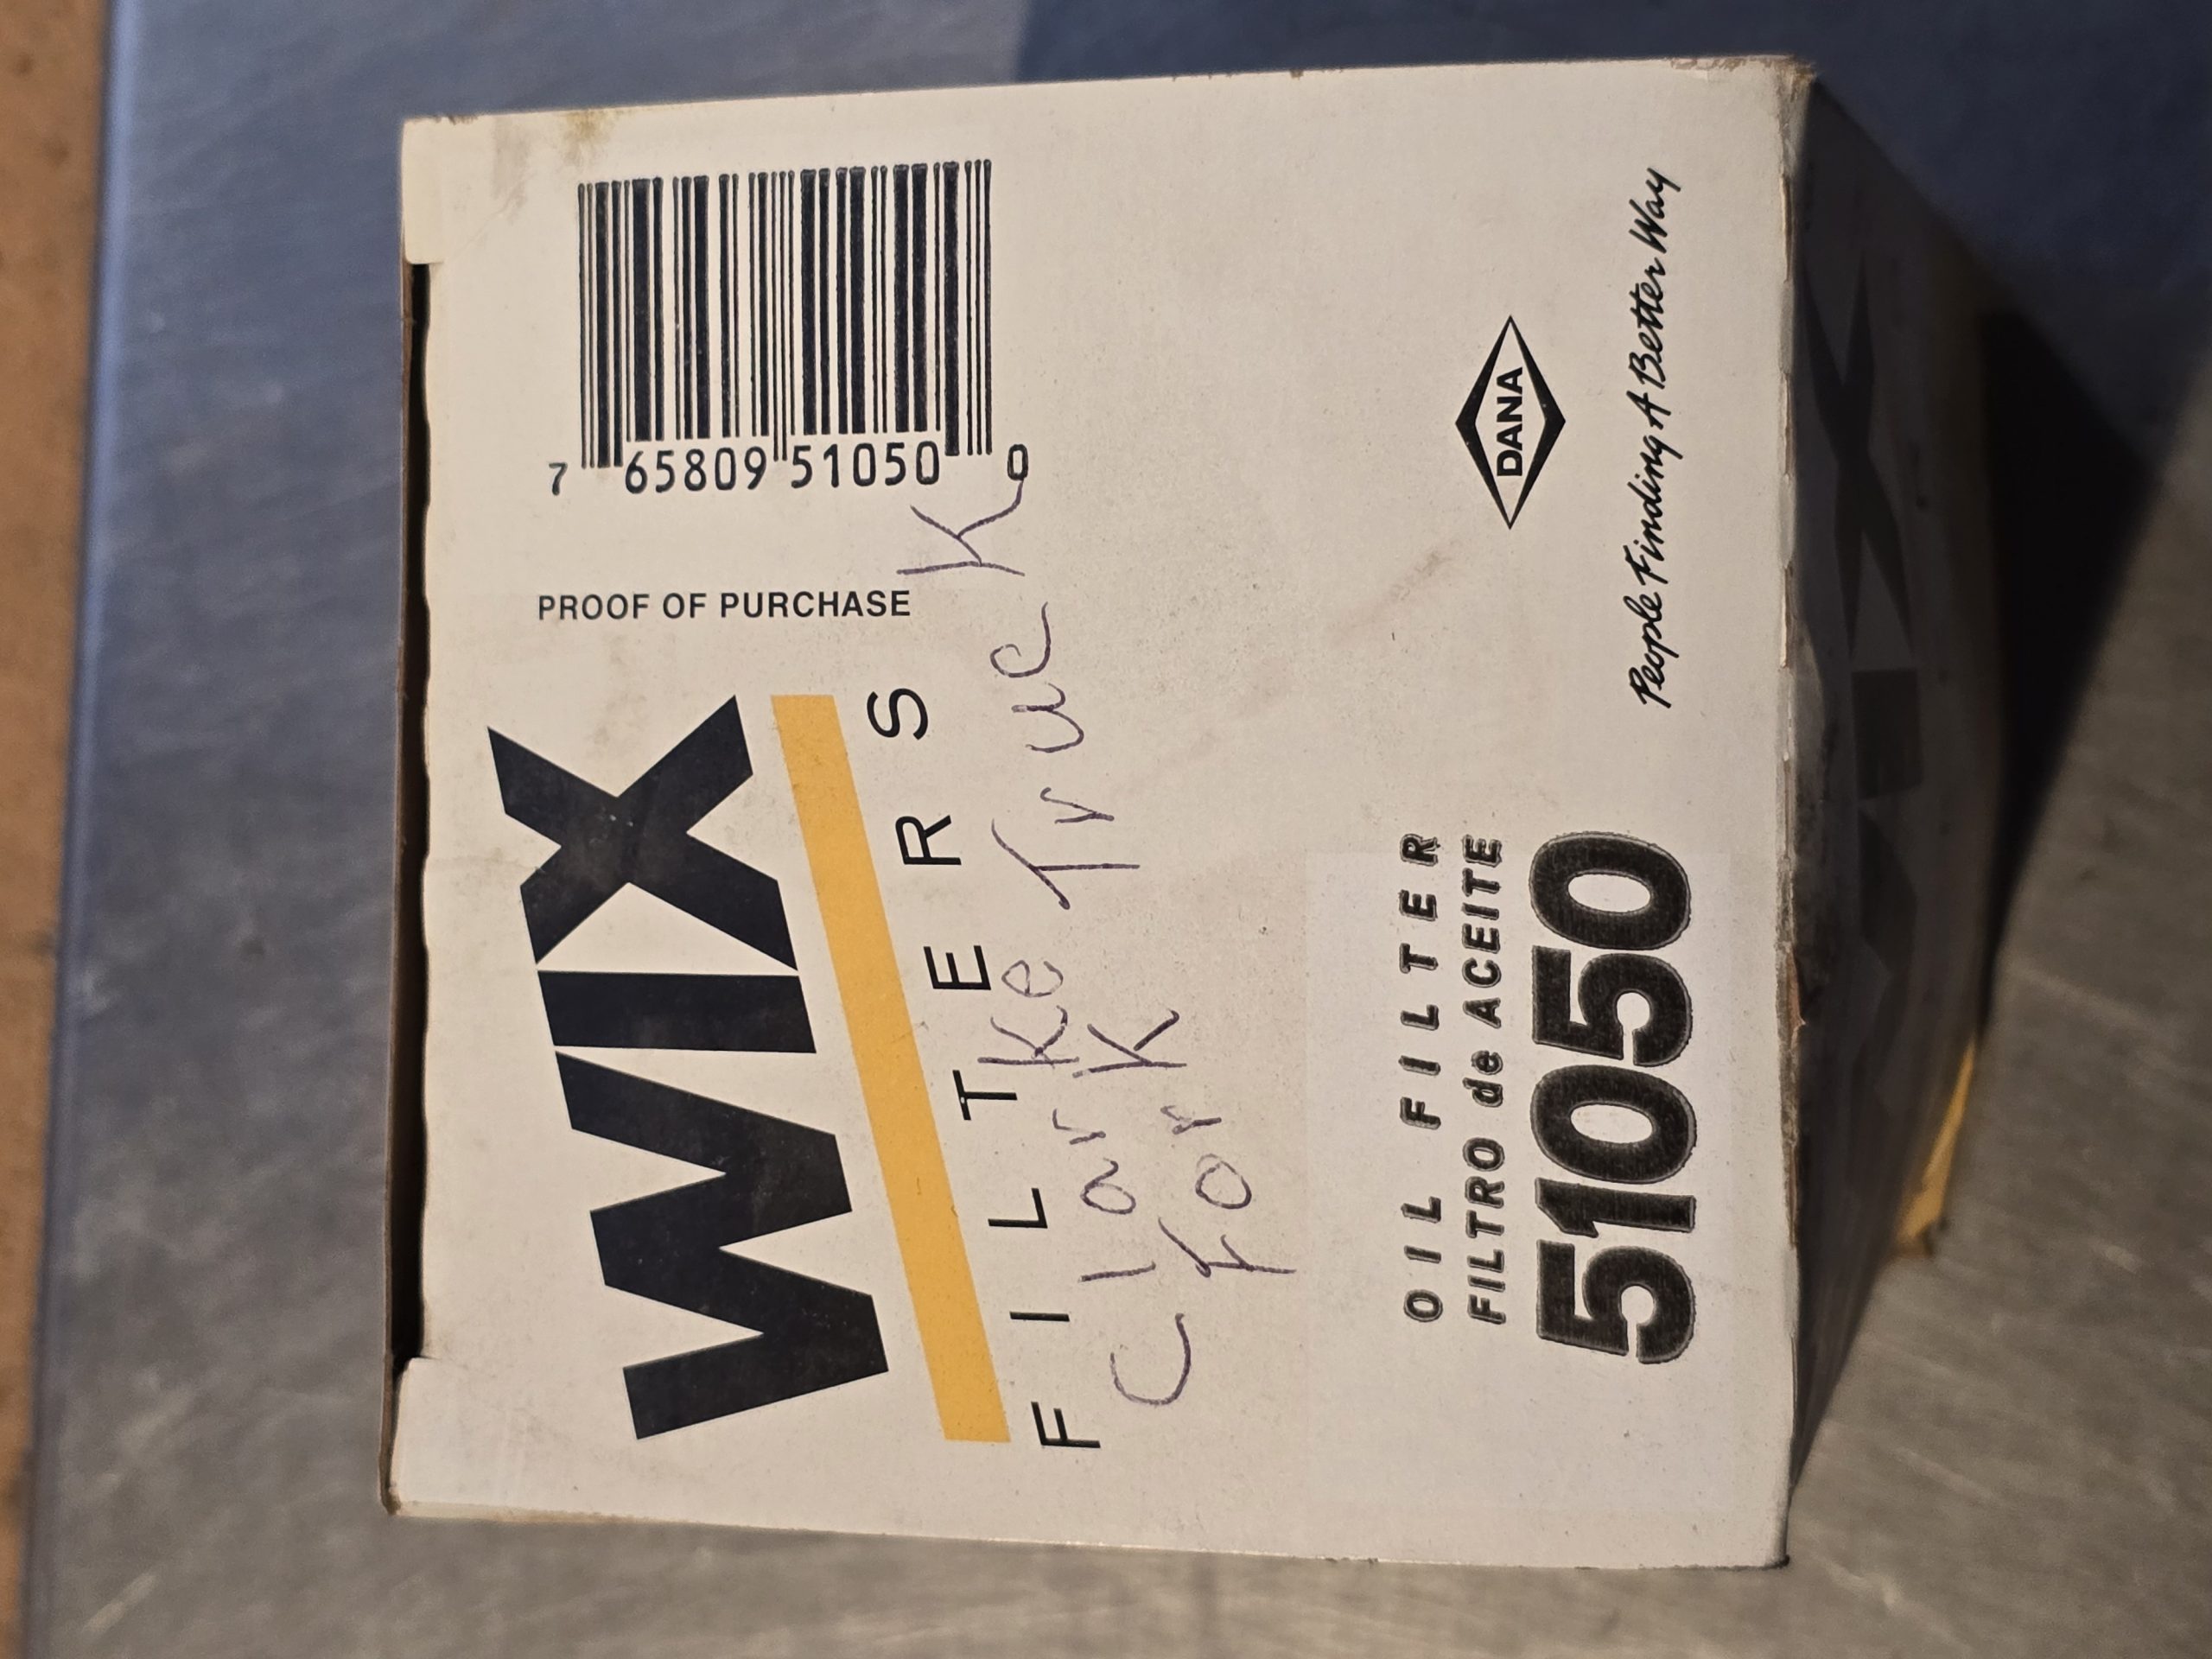 WIX
FILTERS
PROOF OF PURCHASE
7 65809 51050 0
Clarke Truck
Fork
OIL FILTER
FILTRO de ACEITE
51050
DANA
People Finding A Better Way